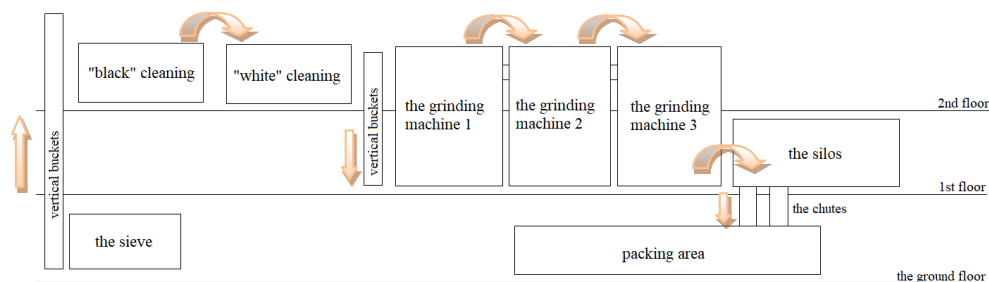 "black" cleaning
"white" cleaning
vertical buckets
vertical buckets
the grinding
machine 1
the grinding
machine 2
the grinding
machine 3
2nd floor
the silos
1st floor
the chutes
the sieve
packing area
the ground floor